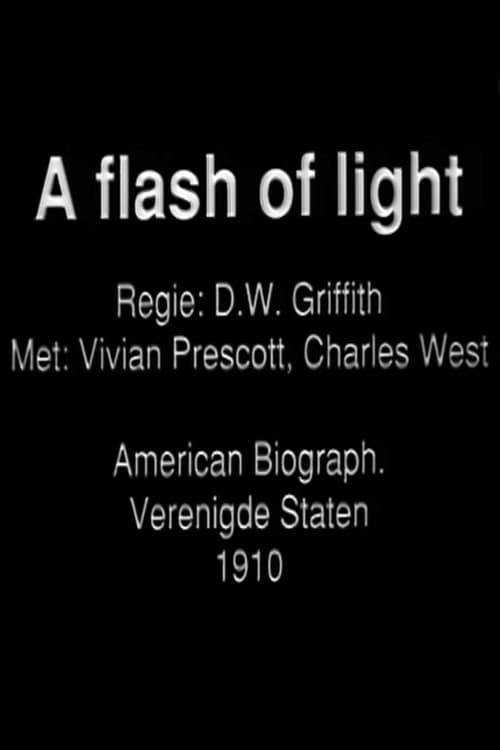 A flash of light
Regie: D.W. Griffith
Met: Vivian Prescott, Charles West
American Biograph.
Verenigde Staten
1910